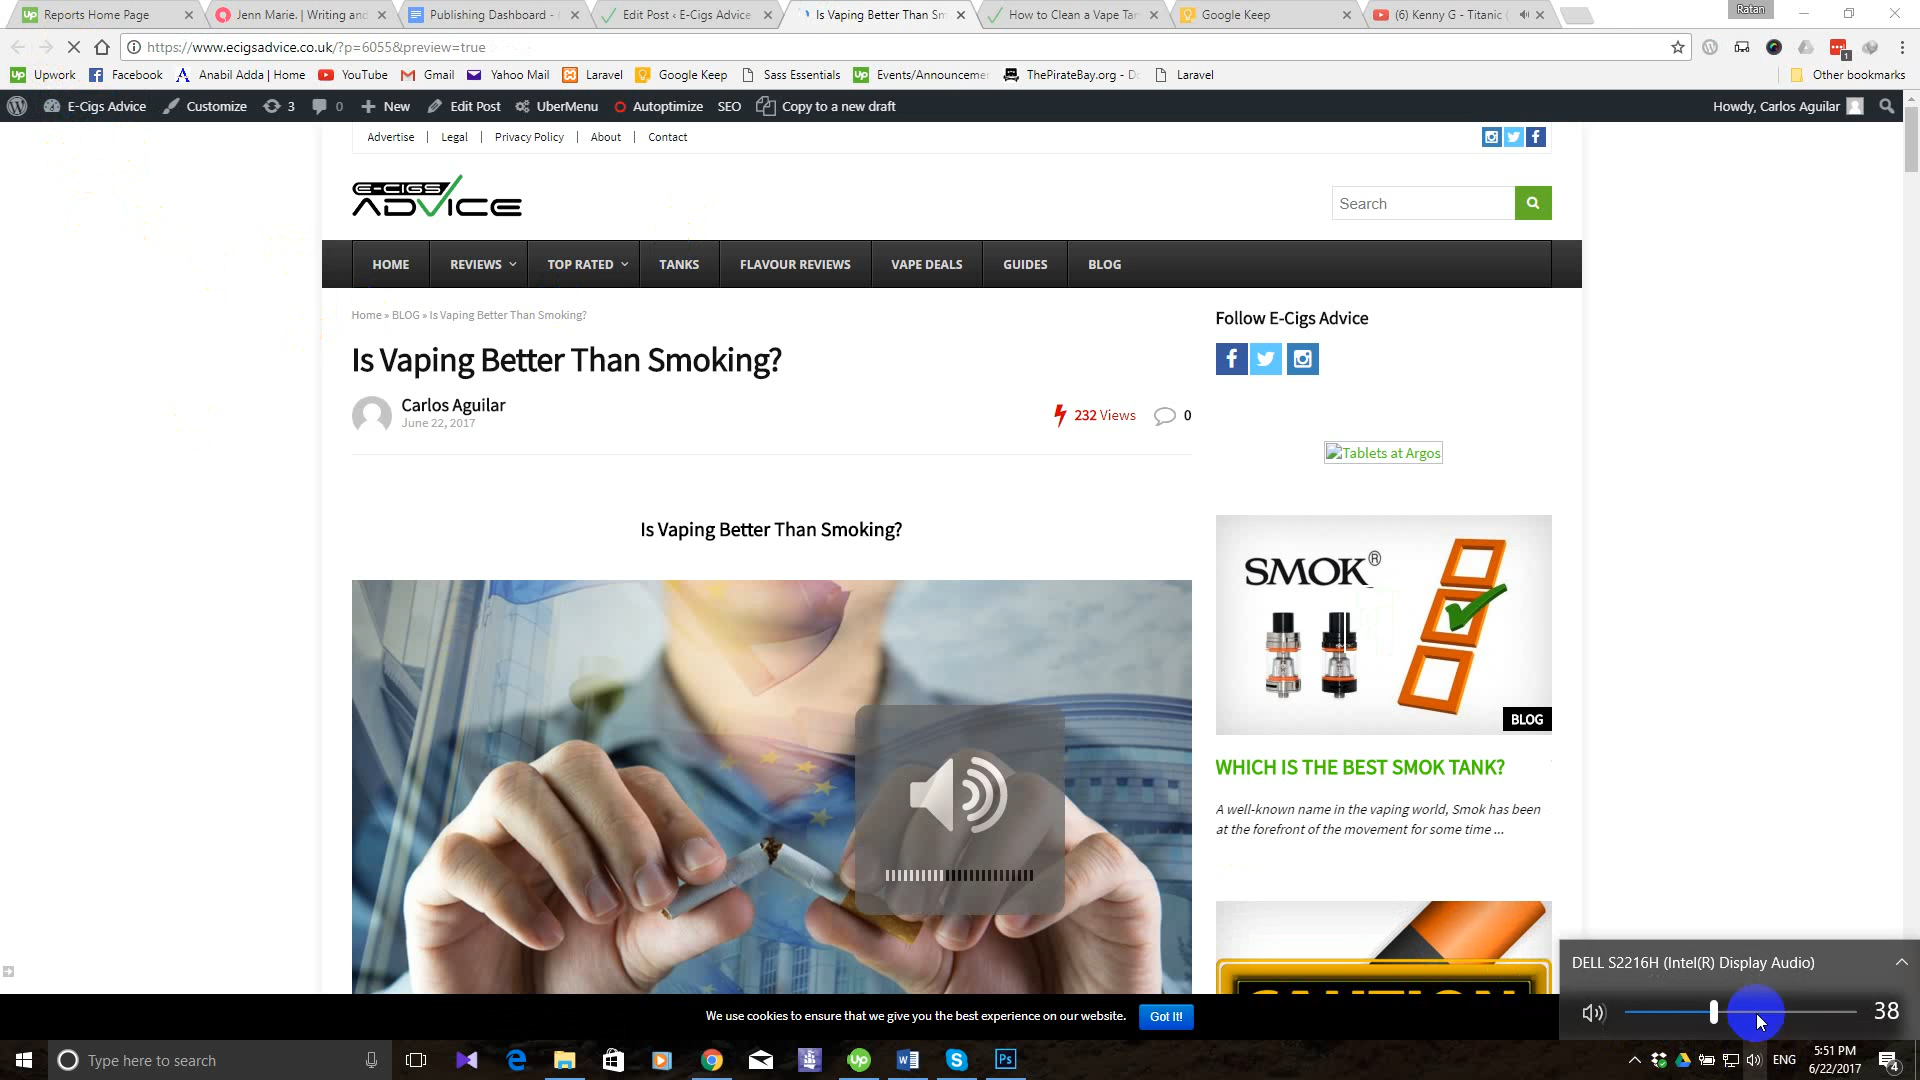 Reports Home Page
Jenn Marie. | Writing and
Publishing Dashboard -
Edit Post ‹ E-Cigs Advice
Is Vaping Better Than Sm
How to Clean a Vape Tan
Google Keep
(6) Kenny G - Titanic
Ratan
https://www.ecigsadvice.co.uk/?p=6055&preview=true
Upwork
Facebook
Anabil Adda | Home
YouTube
Gmail
Yahoo Mail
Laravel
Google Keep
Sass Essentials
Events/Announceme
ThePirateBay.org - Do
Laravel
Other bookmarks
E-Cigs Advice
Customize
3
0
New
Edit Post
UberMenu
Autoptimize
SEO
Copy to a new draft
Howdy, Carlos Aguilar
Advertise | Legal | Privacy Policy | About | Contact
E-CIGS
ADVICE
Search
HOME
REVIEWS
TOP RATED
TANKS
FLAVOUR REVIEWS
VAPE DEALS
GUIDES
BLOG
Home » BLOG » Is Vaping Better Than Smoking?
Is Vaping Better Than Smoking?
Carlos Aguilar
June 22, 2017
232 Views
0
Is Vaping Better Than Smoking?
Follow E-Cigs Advice
Tablets at Argos
SMOK®
BLOG
WHICH IS THE BEST SMOK TANK?
A well-known name in the vaping world, Smok has been
at the forefront of the movement for some time ...
CAUTION
We use cookies to ensure that we give you the best experience on our website.
Got It!
DELL S2216H (Intel(R) Display Audio)
38
Type here to search
ENG
5:51 PM
6/22/2017
4